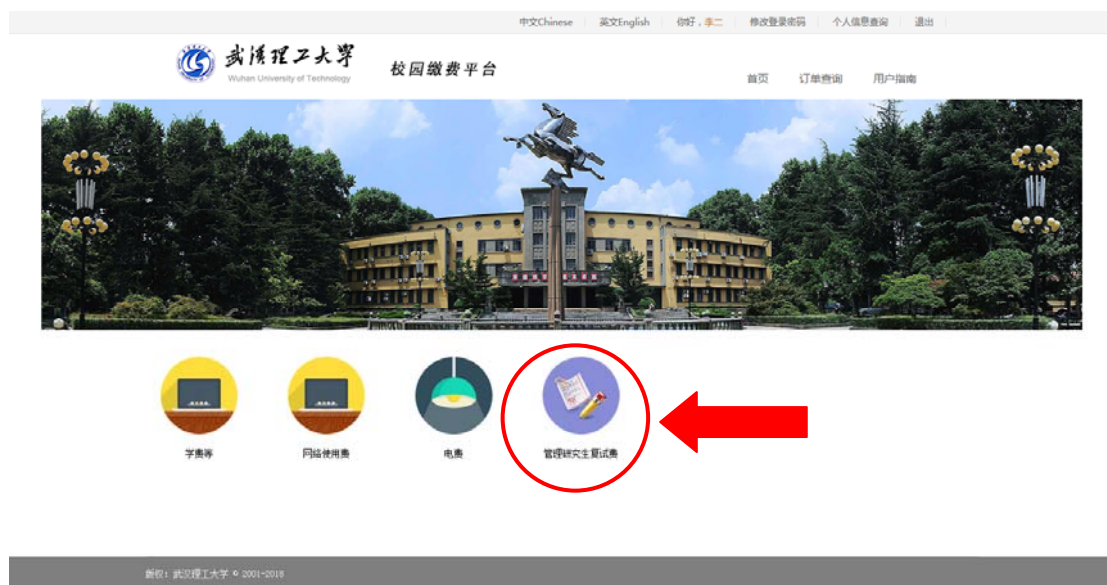 中文Chinese 英文English 你好，李二 修改登录密码 个人信息查询 退出
武汉理工大学
Wuhan University of Technology
校园缴费平台
首页 订单查询 用户指南
学费等 网络使用费 电费 管理研究生复试费
版权：武汉理工大学 © 2001-2018